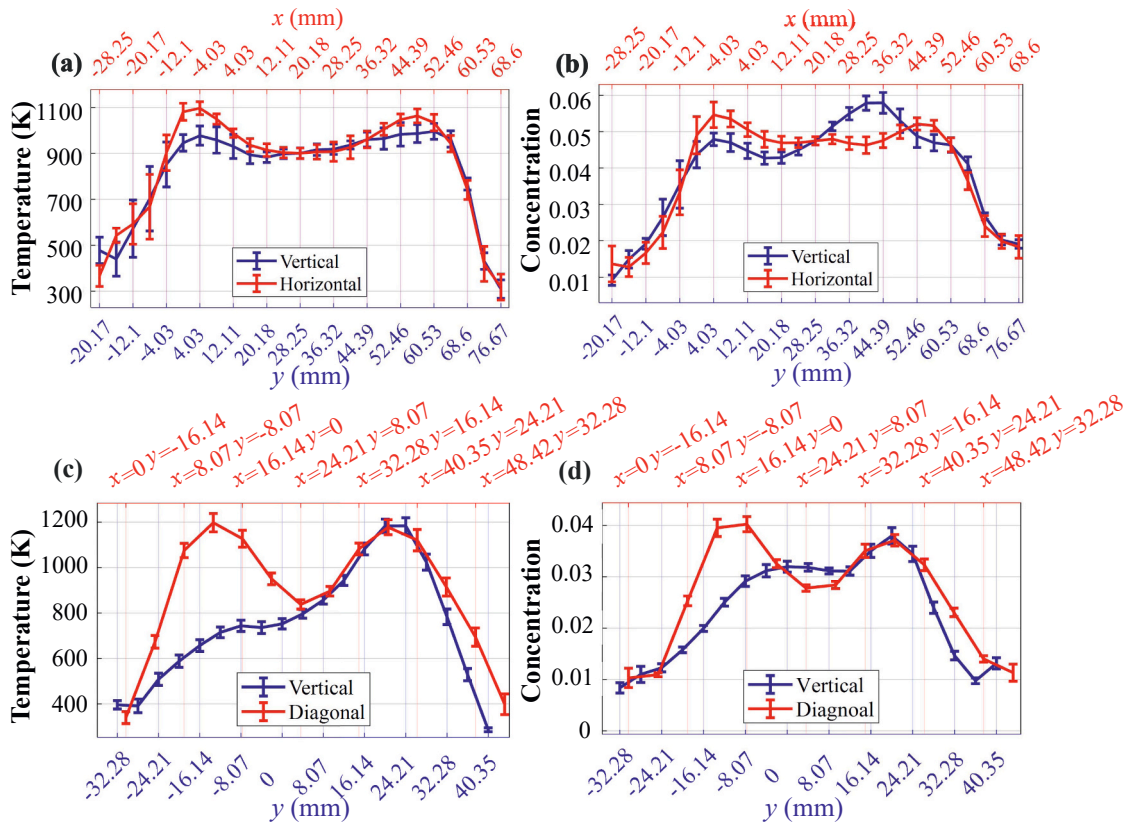 x (mm)
-28.25 -20.17 -12.1 -4.03 4.03 12.11 20.18 28.25 36.32 44.39 52.46 60.53 68.6
(a)
Temperature (K)
1100
900
700
500
300
Vertical
Horizontal
-20.17 -12.1 -4.03 4.03 12.11 20.18 28.25 36.32 44.39 52.46 60.53 68.6 76.67
y (mm)
x (mm)
-28.25 -20.17 -12.1 -4.03 4.03 12.11 20.18 28.25 36.32 44.39 52.46 60.53 68.6
(b)
Concentration
0.06
0.05
0.04
0.03
0.02
0.01
Vertical
Horizontal
-20.17 -12.1 -4.03 4.03 12.11 20.18 28.25 36.32 44.39 52.46 60.53 68.6 76.67
y (mm)
x=0 y=-16.14 x=8.07 y=-8.07 x=16.14 y=0 x=24.21 y=8.07 x=32.28 y=16.14 x=40.35 y=24.21 x=48.42 y=32.28
(c)
Temperature (K)
1200
1000
800
600
400
Vertical
Diagonal
-32.28 -24.21 -16.14 -8.07 0 8.07 16.14 24.21 32.28 40.35
y (mm)
x=0 y=-16.14 x=8.07 y=-8.07 x=16.14 y=0 x=24.21 y=8.07 x=32.28 y=16.14 x=40.35 y=24.21 x=48.42 y=32.28
(d)
Concentration
0.04
0.03
0.02
0.01
0
Vertical
Diagnoal
-32.28 -24.21 -16.14 -8.07 0 8.07 16.14 24.21 32.28 40.35
y (mm)